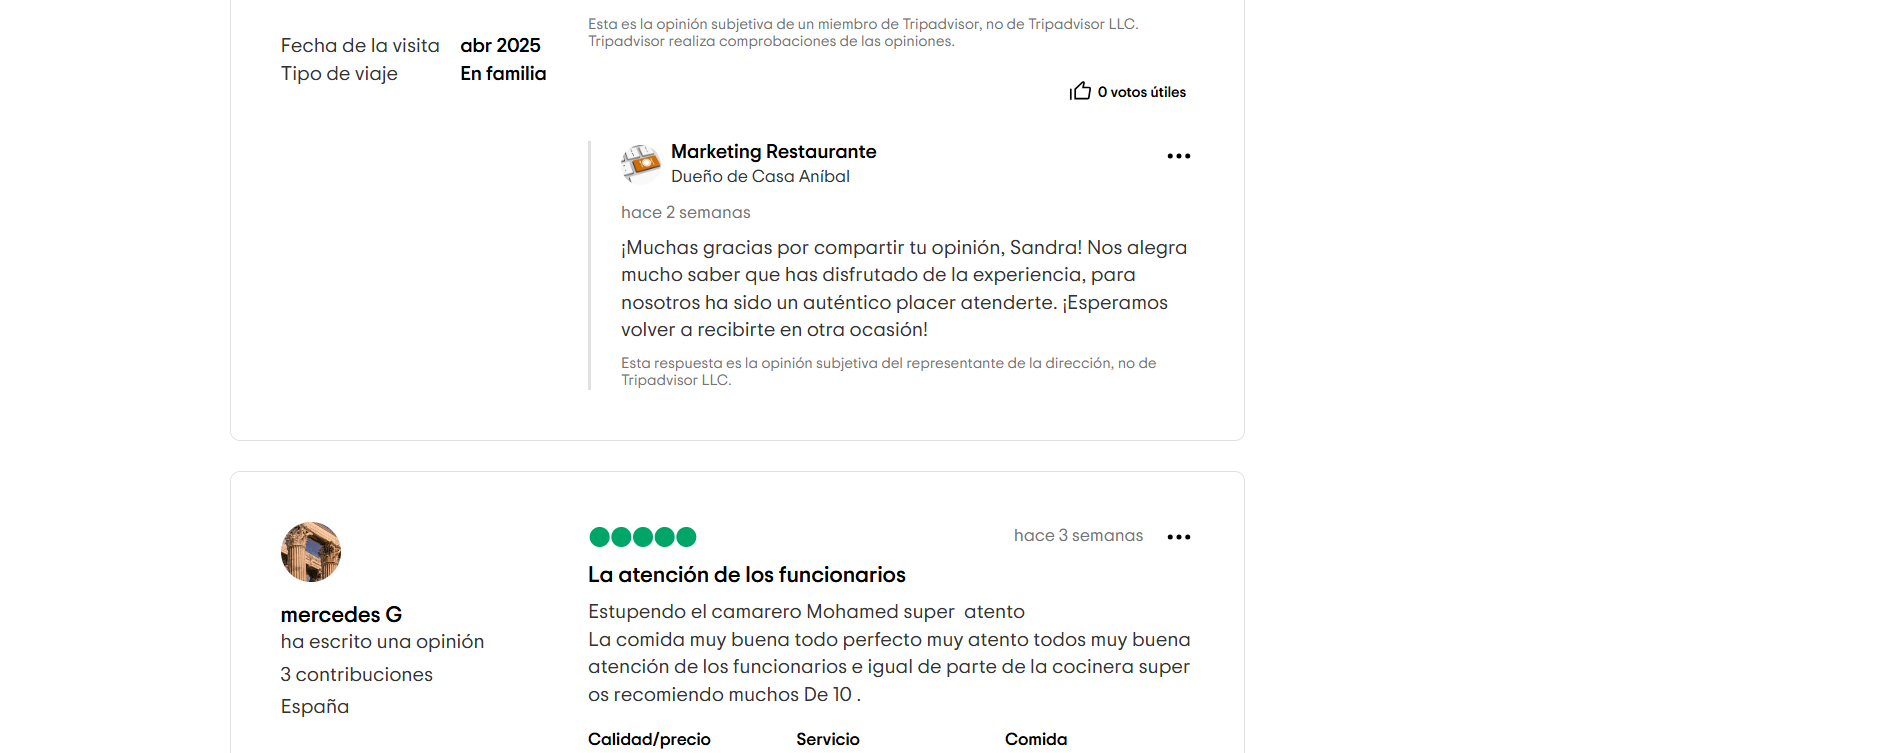 Esta es la opinión subjetiva de un miembro de Tripadvisor, no de Tripadvisor LLC.
Tripadvisor realiza comprobaciones de las opiniones.
Fecha de la visita abr 2025
Tipo de viaje En familia
0 votos útiles
Marketing Restaurante
Dueño de Casa Aníbal
hace 2 semanas
¡Muchas gracias por compartir tu opinión, Sandra! Nos alegra
mucho saber que has disfrutado de la experiencia, para
nosotros ha sido un auténtico placer atenderte. ¡Esperamos
volver a recibirte en otra ocasión!
Esta respuesta es la opinión subjetiva del representante de la dirección, no de
Tripadvisor LLC.
hace 3 semanas
La atención de los funcionarios
mercedes G
ha escrito una opinión
3 contribuciones
España
Estupendo el camarero Mohamed super  atento
La comida muy buena todo perfecto muy atento todos muy buena
atención de los funcionarios e igual de parte de la cocinera super
os recomiendo muchos De 10 .
Calidad/precio Servicio Comida